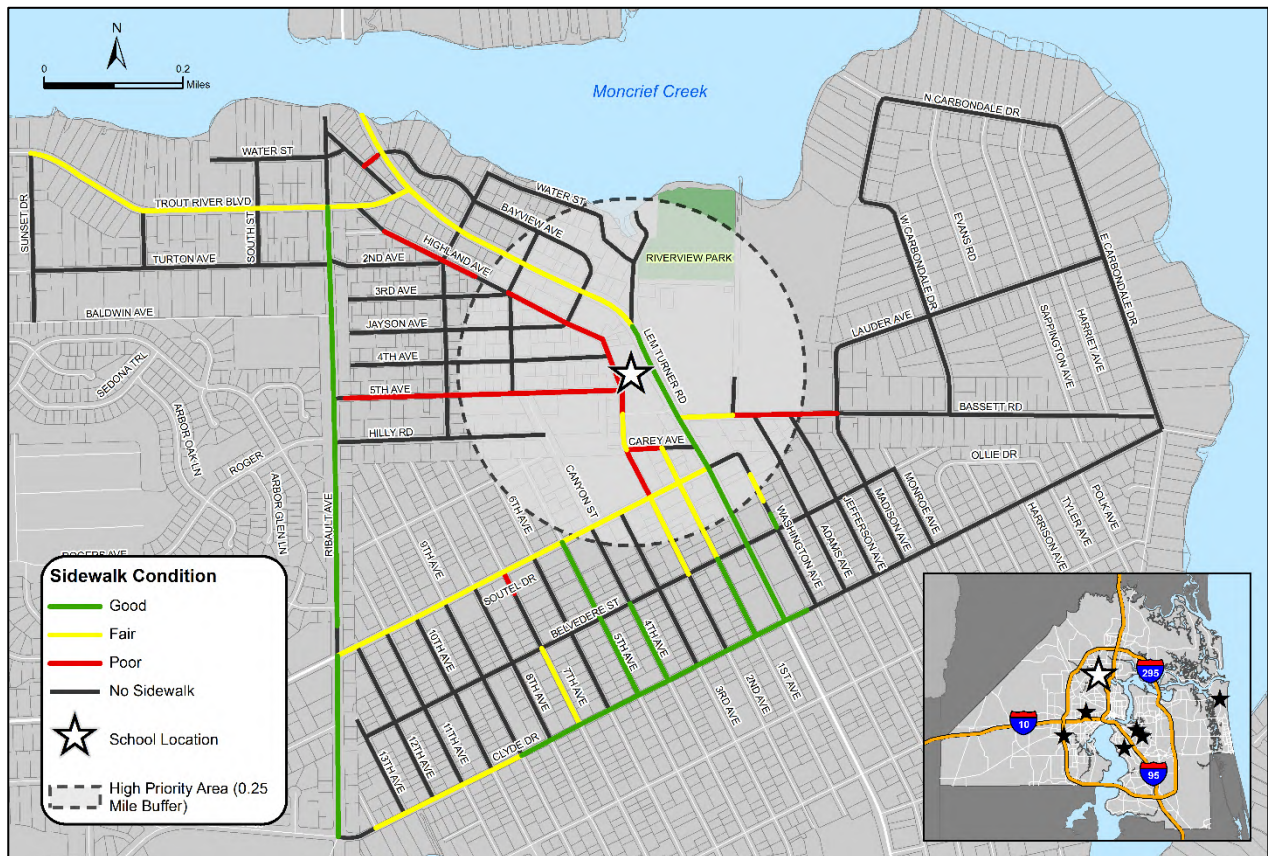 N
0
0.2
Miles
Moncrief Creek
N CARBONDALE DR
WATER ST
SUNSET DR
TROUT RIVER BLVD
SOUTH ST
TURTON AVE
BALDWIN AVE
WATER ST
BAYVIEW AVE
HIGHLAND AVE
RIVERVIEW PARK
2ND AVE
3RD AVE
JAYSON AVE
4TH AVE
5TH AVE
HILLY RD
LEM TURNER RD
W CARBONDALE DR
EVANS RD
E CARBONDALE DR
LAUDER AVE
SAPPINGTON AVE
HARRIET AVE
BASSETT RD
SEDONA TRL
ARBOR OAK LN
ROGER
ARBOR GLEN LN
RIBAULT AVE
ROGERS AVE
CAREY AVE
CANYON ST
6TH AVE
9TH AVE
OLLIE DR
MONROE AVE
MADISON AVE
JEFFERSON AVE
ADAMS AVE
WASHINGTON AVE
POLK AVE
TYLER AVE
HARRISON AVE
SOUTEL DR
BELVEDERE ST
10TH AVE
11TH AVE
12TH AVE
13TH AVE
8TH AVE
7TH AVE
5TH AVE
4TH AVE
3RD AVE
2ND AVE
1ST AVE
CLYDE DR
Sidewalk Condition
Good
Fair
Poor
No Sidewalk
School Location
High Priority Area (0.25
Mile Buffer)
295
10
95